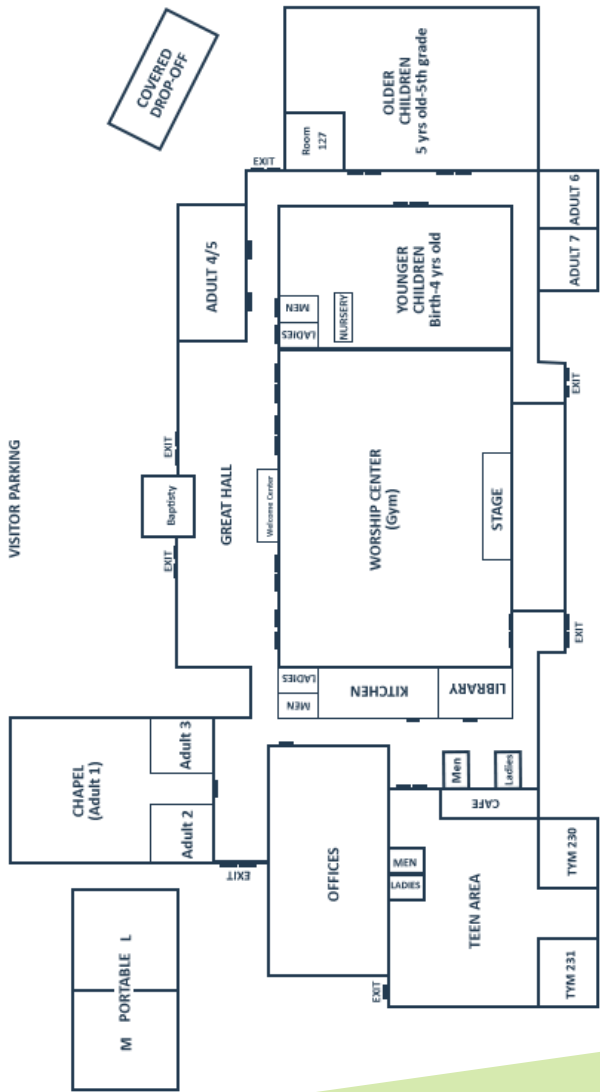 VISITOR PARKING
COVERED
DROP-OFF
M PORTABLE L
CHAPEL
(Adult 1)
Adult 2
Adult 3
EXIT
EXIT
Baptisty
EXIT
ADULT 4/5
EXIT
GREAT HALL
Welcome Center
Room
127
OLDER
CHILDREN
5 yrs old-5th grade
OFFICES
MEN
LADIES
KITCHEN
LIBRARY
WORSHIP CENTER
(Gym)
STAGE
LADIES
MEN
NURSERY
YOUNGER
CHILDREN
Birth-4 yrs old
EXIT
LADIES
MEN
TEEN AREA
CAFE
Men
Ladies
TYM 231
TYM 230
EXIT
EXIT
ADULT 7
ADULT 6